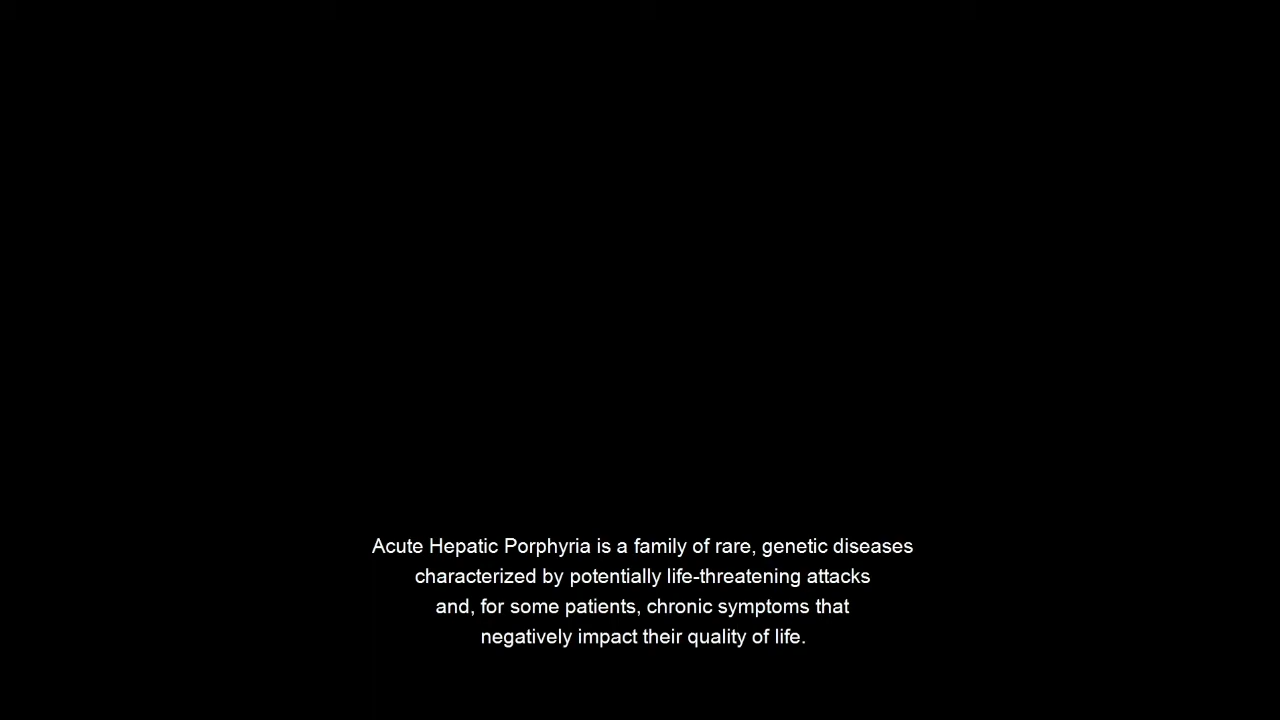 Acute Hepatic Porphyria is a family of rare, genetic diseases
characterized by potentially life-threatening attacks
and, for some patients, chronic symptoms that
negatively impact their quality of life.